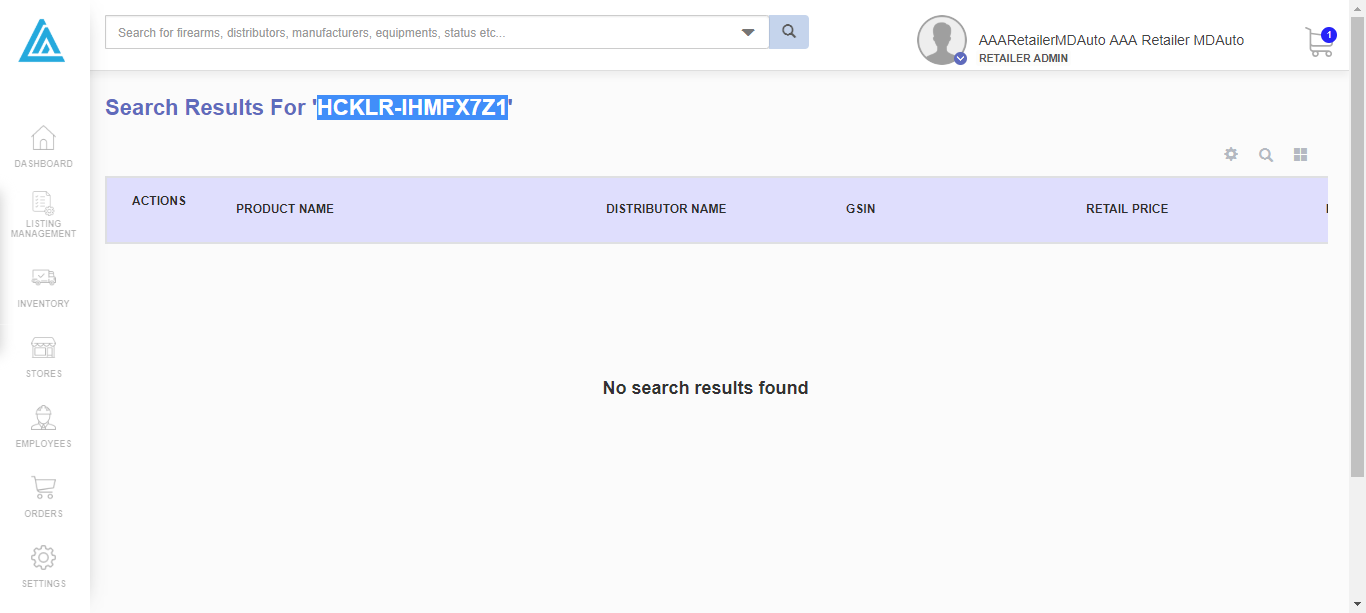 Search for firearms, distributors, manufacturers, equipments, status etc...
AAARetailerMDAuto AAA Retailer MDAuto
RETAILER ADMIN
1
Search Results For 'HCKLR-IHMFX7Z1'
DASHBOARD
LISTING
MANAGEMENT
INVENTORY
STORES
EMPLOYEES
ORDERS
SETTINGS
ACTIONS
PRODUCT NAME
DISTRIBUTOR NAME
GSIN
RETAIL PRICE
No search results found